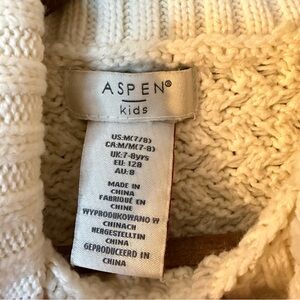 ASPEN®
kids
US:M(7/8)
CA:M/M(7-8)
UK:7-8yrs
EU: 128
AU: 8
MADE IN
CHINA
FABRIQUÉ EN
CHINE
WYPRODUKOWANO W
CHINACH
HERGESTELLTIN
CHINA
GEPRODUCEERD IN
CHINA